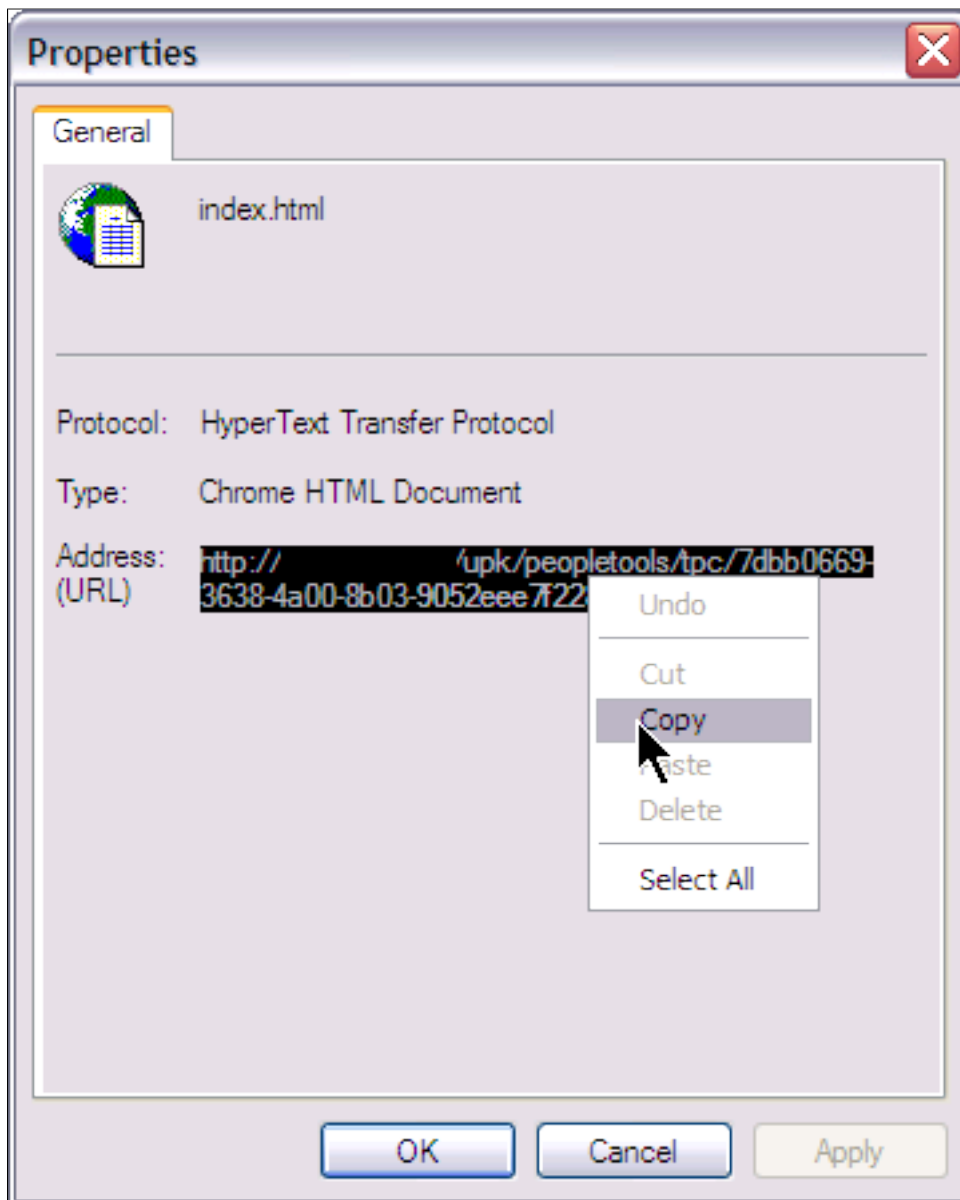 Properties
General
index.html
Protocol: HyperText Transfer Protocol
Type: Chrome HTML Document
Address: (URL) http:// /upk/peopletools/tpc/7dbb0669-
3638-4a00-8b03-9052eee7f22
Undo
Cut
Copy
Paste
Delete
Select All
OK Cancel Apply